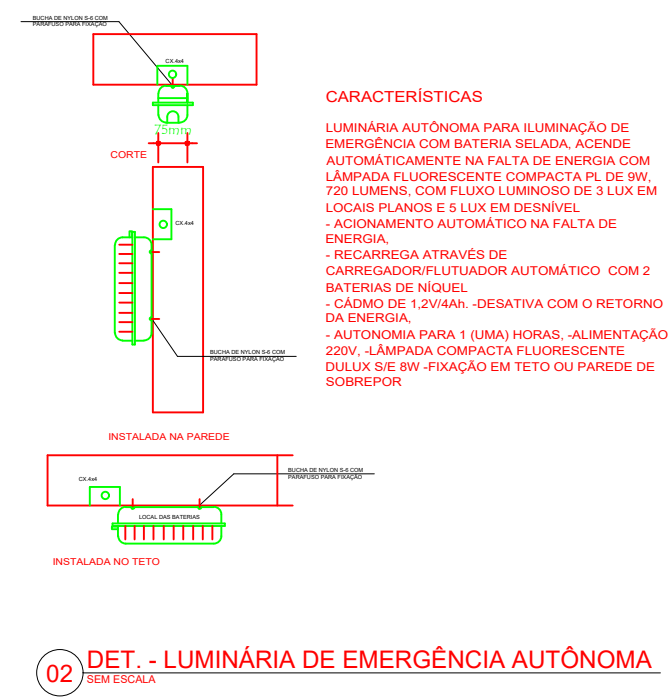 BUCHA DE NYLON S-6 COM
PARAFUSO PARA FIXAÇÃO
CX.4x4
75mm
CORTE
CX.4x4
BUCHA DE NYLON S-6 COM
PARAFUSO PARA FIXAÇÃO
INSTALADA NA PAREDE
CX.4x4
BUCHA DE NYLON S-6 COM
PARAFUSO PARA FIXAÇÃO
LOCAL DAS BATERIAS
INSTALADA NO TETO
CARACTERÍSTICAS
LUMINÁRIA AUTÔNOMA PARA ILUMINAÇÃO DE
EMERGÊNCIA COM BATERIA SELADA, ACENDE
AUTOMÁTICAMENTE NA FALTA DE ENERGIA COM
LÂMPADA FLUORESCENTE COMPACTA PL DE 9W,
720 LUMENS, COM FLUXO LUMINOSO DE 3 LUX EM
LOCAIS PLANOS E 5 LUX EM DESNÍVEL
- ACIONAMENTO AUTOMÁTICO NA FALTA DE
ENERGIA,
- RECARREGA ATRAVÉS DE
CARREGADOR/FLUTUADOR AUTOMÁTICO COM 2
BATERIAS DE NÍQUEL
- CÁDMO DE 1,2V/4Ah. -DESATIVA COM O RETORNO
DA ENERGIA,
- AUTONOMIA PARA 1 (UMA) HORAS, -ALIMENTAÇÃO
220V, -LÂMPADA COMPACTA FLUORESCENTE
DULUX S/E 8W -FIXAÇÃO EM TETO OU PAREDE DE
SOBREPOR
02 DET. - LUMINÁRIA DE EMERGÊNCIA AUTÔNOMA
SEM ESCALA